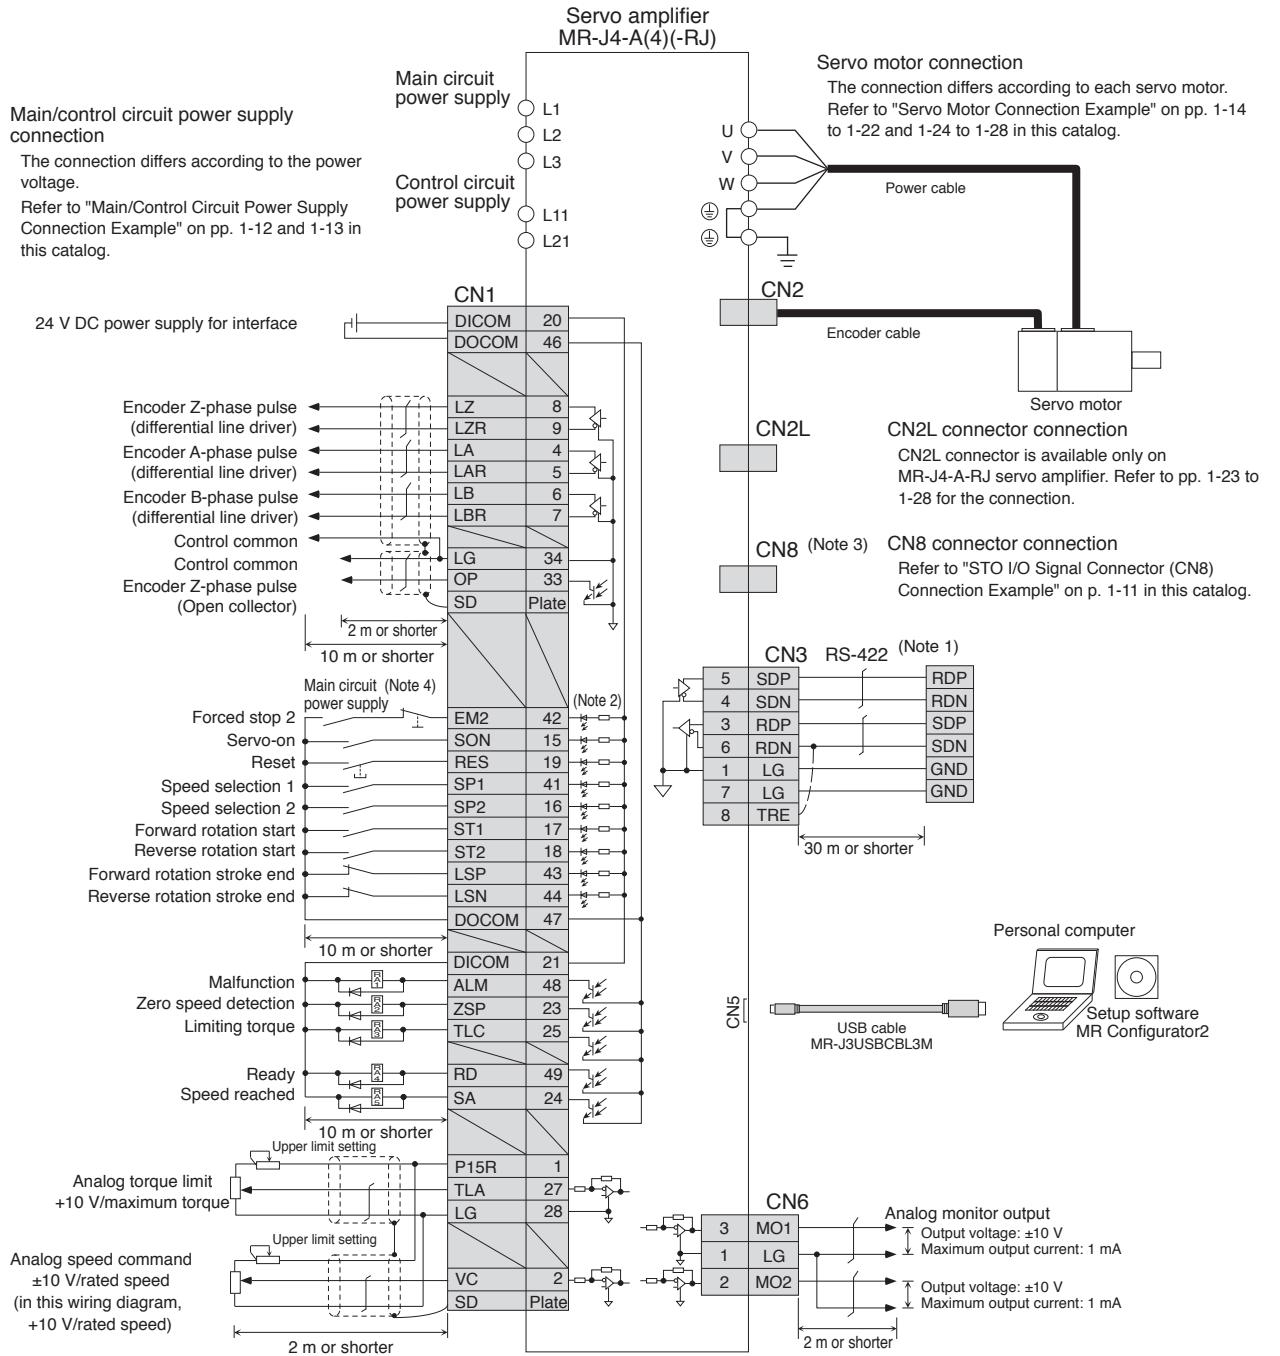 Servo amplifier
MR-J4-A(4)(-RJ)
Main/control circuit power supply
connection
The connection differs according to the power
voltage.
Refer to "Main/Control Circuit Power Supply
Connection Example" on pp. 1-12 and 1-13 in
this catalog.
Main circuit
power supply
L1
L2
L3
Control circuit
power supply
L11
L21
Servo motor connection
The connection differs according to each servo motor.
Refer to "Servo Motor Connection Example" on pp. 1-14
to 1-22 and 1-24 to 1-28 in this catalog.
U
V
W
Power cable
CN2
Encoder cable
Servo motor
CN2L
CN2L connector connection
CN2L connector is available only on
MR-J4-A-RJ servo amplifier. Refer to pp. 1-23 to
1-28 for the connection.
CN8 (Note 3)
CN8 connector connection
Refer to "STO I/O Signal Connector (CN8)
Connection Example" on p. 1-11 in this catalog.
CN1
24 V DC power supply for interface
DICOM 20
DOCOM 46
Encoder Z-phase pulse
(differential line driver)
LZ 8
LZR 9
Encoder A-phase pulse
(differential line driver)
LA 4
LAR 5
Encoder B-phase pulse
(differential line driver)
LB 6
LBR 7
Control common
Control common
LG 34
Encoder Z-phase pulse
(Open collector)
OP 33
SD Plate
2 m or shorter
10 m or shorter
Main circuit (Note 4)
power supply
(Note 2)
Forced stop 2 EM2 42
Servo-on SON 15
Reset RES 19
Speed selection 1 SP1 41
Speed selection 2 SP2 16
Forward rotation start ST1 17
Reverse rotation start ST2 18
Forward rotation stroke end LSP 43
Reverse rotation stroke end LSN 44
DOCOM 47
10 m or shorter
DICOM 21
Malfunction RA1 ALM 48
Zero speed detection RA2 ZSP 23
Limiting torque RA3 TLC 25
Ready RA4 RD 49
Speed reached RA5 SA 24
10 m or shorter
Upper limit setting
Analog torque limit
+10 V/maximum torque
P15R 1
TLA 27
LG 28
Upper limit setting
Analog speed command
±10 V/rated speed
(in this wiring diagram,
+10 V/rated speed)
VC 2
SD Plate
2 m or shorter
CN3 RS-422 (Note 1)
5 SDP RDP
4 SDN RDN
3 RDP SDP
6 RDN SDN
1 LG GND
7 LG GND
8 TRE
30 m or shorter
Personal computer
CN5
USB cable
MR-J3USBCBL3M
Setup software
MR Configurator2
CN6
Analog monitor output
3 MO1
Output voltage: ±10 V
Maximum output current: 1 mA
1 LG
2 MO2
Output voltage: ±10 V
Maximum output current: 1 mA
2 m or shorter